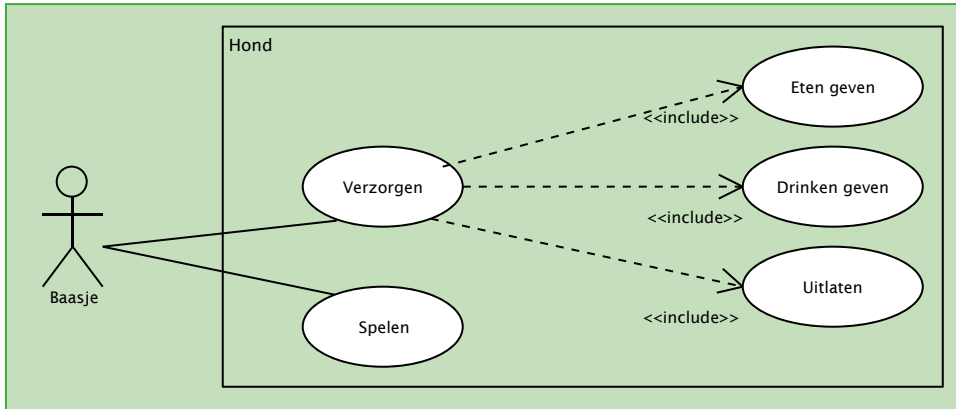 Hond
Eten geven
<<include>>
Verzorgen
Drinken geven
<<include>>
Uitlaten
Baasje
<<include>>
Spelen